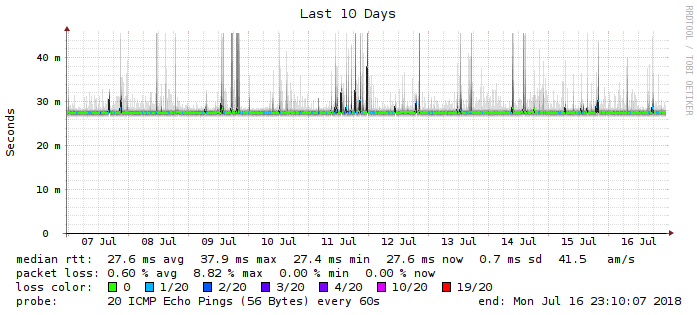 Last 10 Days
RRDTOOL / TOBI OETIKER
Seconds
40 m
30 m
20 m
10 m
0
07 Jul 08 Jul 09 Jul 10 Jul 11 Jul 12 Jul 13 Jul 14 Jul 15 Jul 16 Jul
median rtt: 27.6 ms avg 37.9 ms max 27.4 ms min 27.6 ms now 0.7 ms sd 41.5 am/s
packet loss: 0.60 % avg 8.82 % max 0.00 % min 0.00 % now
loss color: 0 1/20 2/20 3/20 4/20 10/20 19/20
probe: 20 ICMP Echo Pings (56 Bytes) every 60s end: Mon Jul 16 23:10:07 2018